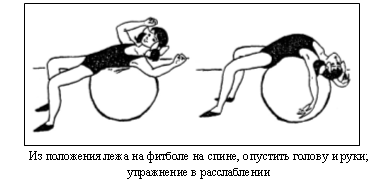 Из положения лежа на фитболе на спине, опустить голову и руки;
упражнение в расслаблении